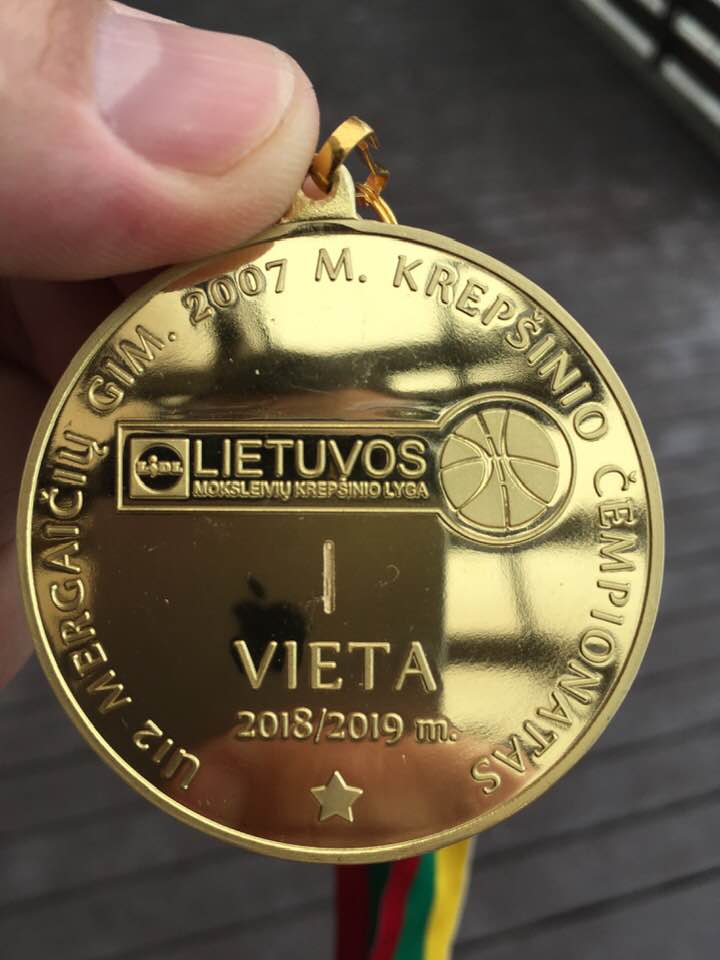 U12 MERGAIČIŲ GIM. 2007 M. KREPŠINIO ČEMPIONATAS
LIDL
LIETUVOS
MOKSLEIVIŲ KREPŠINIO LYGA
I
VIETA
2018/2019 m.